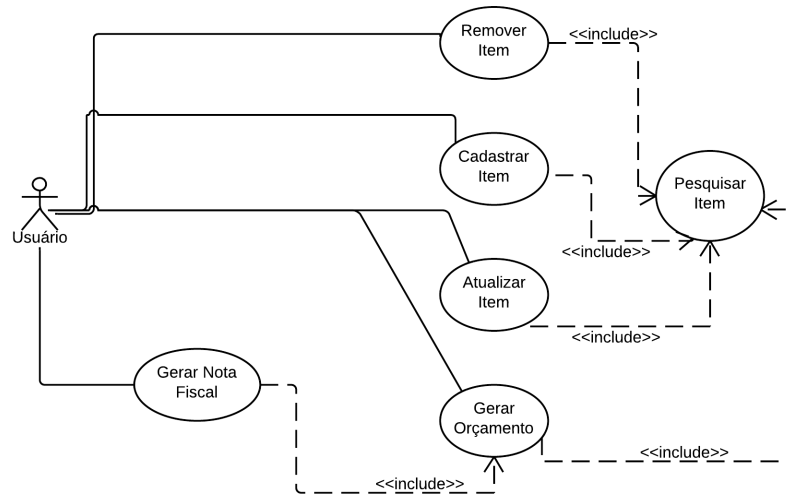 Remover
Item
<<include>>
Cadastrar
Item
Pesquisar
Item
Usuário
<<include>>
Atualizar
Item
<<include>>
Gerar Nota
Fiscal
Gerar
Orçamento
<<include>>
<<include>>